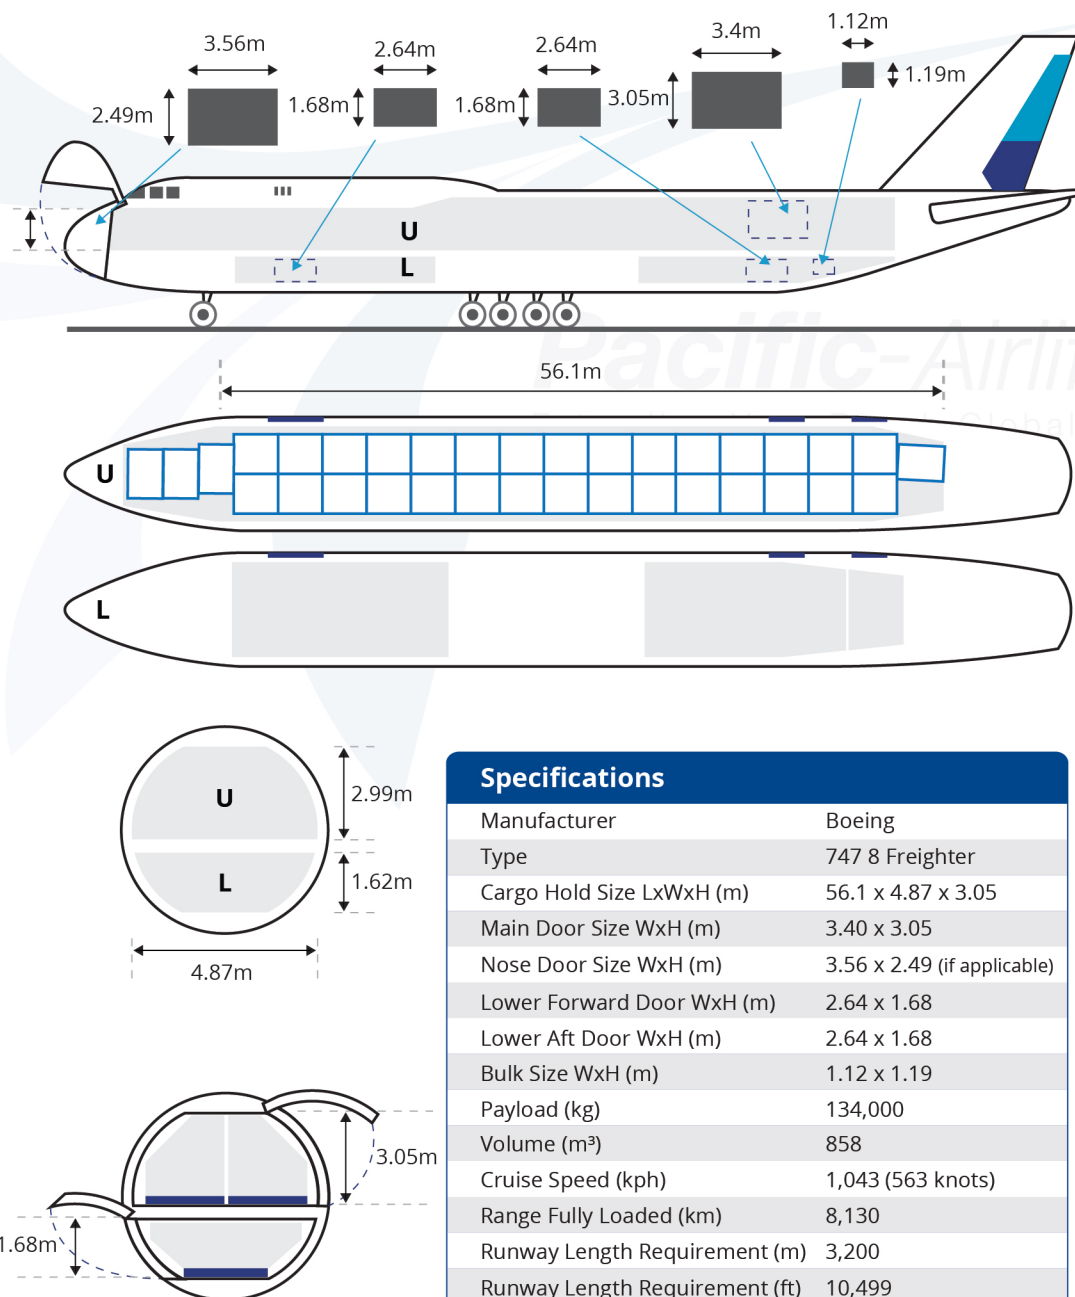 3.56m
2.64m
2.64m
3.4m
1.12m
2.49m
1.68m
1.68m
3.05m
1.19m
U
L
Pacific-Airli
Global
56.1m
U
L
U
2.99m
L
1.62m
4.87m
3.05m
1.68m
Specifications
Manufacturer Boeing
Type 747 8 Freighter
Cargo Hold Size LxWxH (m) 56.1 x 4.87 x 3.05
Main Door Size WxH (m) 3.40 x 3.05
Nose Door Size WxH (m) 3.56 x 2.49 (if applicable)
Lower Forward Door WxH (m) 2.64 x 1.68
Lower Aft Door WxH (m) 2.64 x 1.68
Bulk Size WxH (m) 1.12 x 1.19
Payload (kg) 134,000
Volume (m³) 858
Cruise Speed (kph) 1,043 (563 knots)
Range Fully Loaded (km) 8,130
Runway Length Requirement (m) 3,200
Runway Length Requirement (ft) 10,499